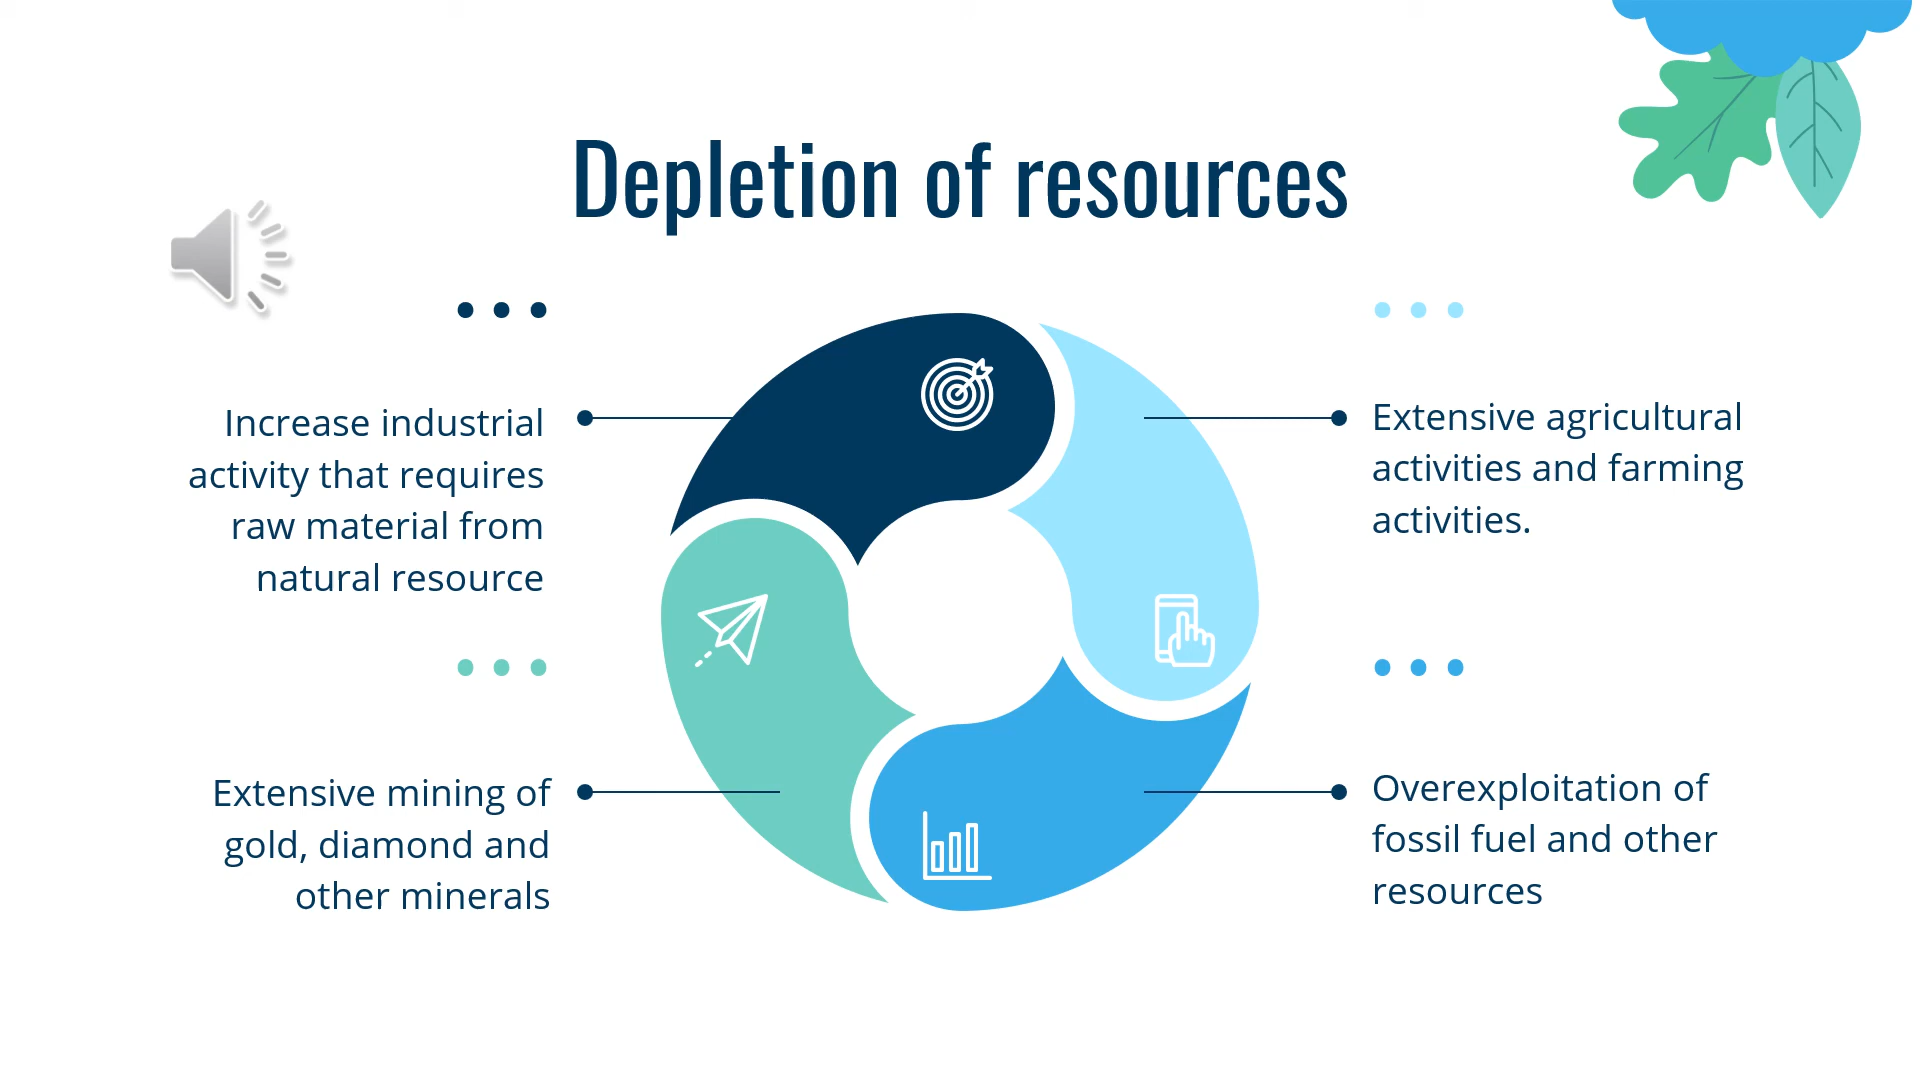 Depletion of resources
Increase industrial
activity that requires
raw material from
natural resource
Extensive agricultural
activities and farming
activities.
Extensive mining of
gold, diamond and
other minerals
Overexploitation of
fossil fuel and other
resources